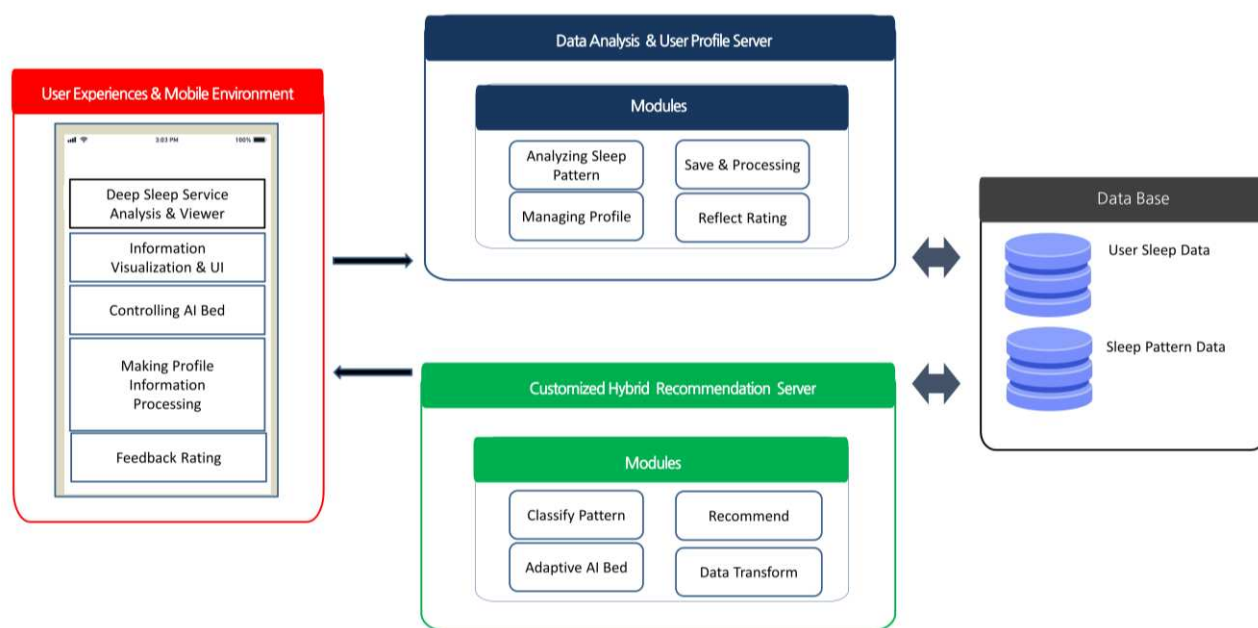 User Experiences & Mobile Environment
3:03 PM
100%
Deep Sleep Service
Analysis & Viewer
Information
Visualization & UI
Controlling AI Bed
Making Profile
Information
Processing
Feedback Rating
Data Analysis & User Profile Server
Modules
Analyzing Sleep
Pattern
Save & Processing
Managing Profile
Reflect Rating
Customized Hybrid Recommendation Server
Modules
Classify Pattern
Recommend
Adaptive AI Bed
Data Transform
Data Base
User Sleep Data
Sleep Pattern Data